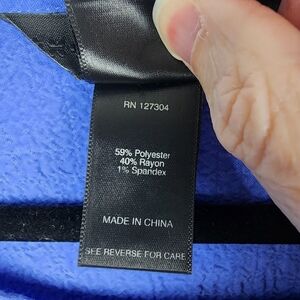 RN 127304
59% Polyester
40% Rayon
1% Spandex
MADE IN CHINA
SEE REVERSE FOR CARE